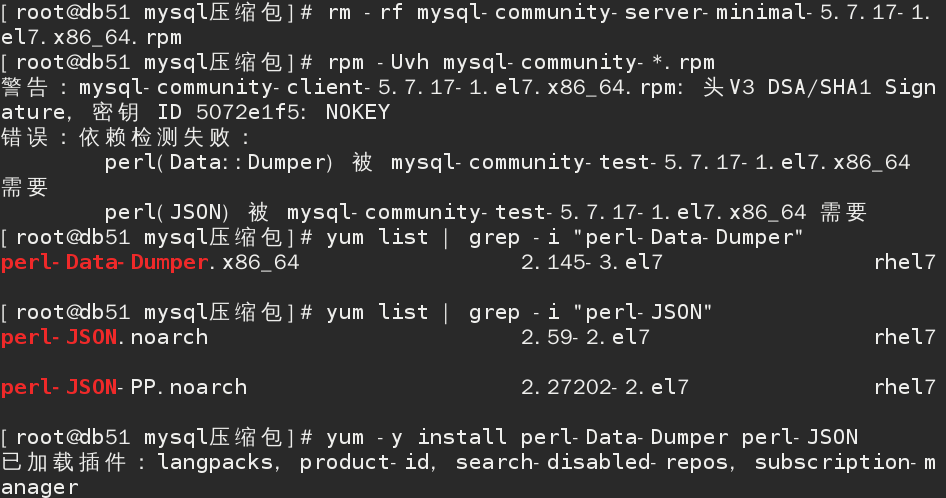 [root@db51 mysql压缩包]# rm -rf mysql-community-server-minimal-5.7.17-1.
el7.x86_64.rpm
[root@db51 mysql压缩包]# rpm -Uvh mysql-community-*.rpm
警告：mysql-community-client-5.7.17-1.el7.x86_64.rpm: 头V3 DSA/SHA1 Sign
ature, 密钥 ID 5072e1f5: NOKEY
错误：依赖检测失败：
        perl(Data::Dumper) 被 mysql-community-test-5.7.17-1.el7.x86_64
需要
        perl(JSON) 被 mysql-community-test-5.7.17-1.el7.x86_64 需要
[root@db51 mysql压缩包]# yum list | grep -i "perl-Data-Dumper"
perl-Data-Dumper.x86_64                 2.145-3.el7                rhel7
[root@db51 mysql压缩包]# yum list | grep -i "perl-JSON"
perl-JSON.noarch                        2.59-2.el7                 rhel7
perl-JSON-PP.noarch                     2.27202-2.el7              rhel7
[root@db51 mysql压缩包]# yum -y install perl-Data-Dumper perl-JSON
已加载插件：langpacks, product-id, search-disabled-repos, subscription-m
anager